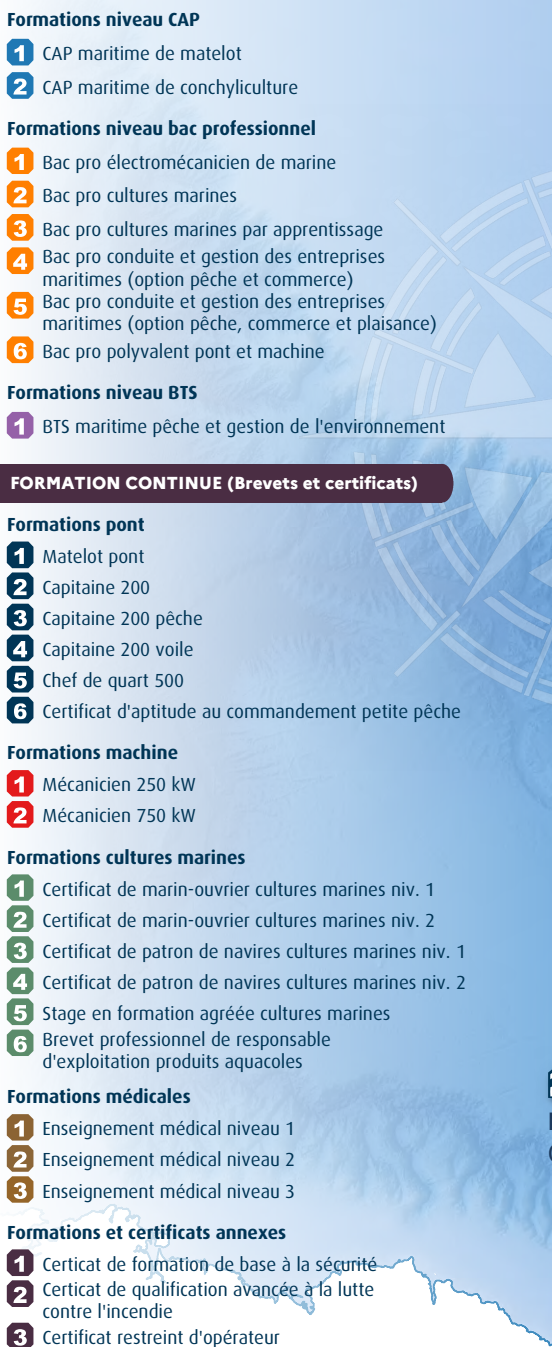 Formations niveau CAP
1 CAP maritime de matelot
2 CAP maritime de conchyliculture
Formations niveau bac professionnel
1 Bac pro électromécanicien de marine
2 Bac pro cultures marines
3 Bac pro cultures marines par apprentissage
4 Bac pro conduite et gestion des entreprises
maritimes (option pêche et commerce)
5 Bac pro conduite et gestion des entreprises
maritimes (option pêche, commerce et plaisance)
6 Bac pro polyvalent pont et machine
Formations niveau BTS
1 BTS maritime pêche et gestion de l'environnement
FORMATION CONTINUE (Brevets et certificats)
Formations pont
1 Matelot pont
2 Capitaine 200
3 Capitaine 200 pêche
4 Capitaine 200 voile
5 Chef de quart 500
6 Certificat d'aptitude au commandement petite pêche
Formations machine
1 Mécanicien 250 kW
2 Mécanicien 750 kW
Formations cultures marines
1 Certificat de marin-ouvrier cultures marines niv. 1
2 Certificat de marin-ouvrier cultures marines niv. 2
3 Certificat de patron de navires cultures marines niv. 1
4 Certificat de patron de navires cultures marines niv. 2
5 Stage en formation agréée cultures marines
6 Brevet professionnel de responsable
d'exploitation produits aquacoles
Formations médicales
1 Enseignement médical niveau 1
2 Enseignement médical niveau 2
3 Enseignement médical niveau 3
Formations et certificats annexes
1 Certicat de formation de base à la sécurité
2 Certicat de qualification avancée à la lutte
contre l'incendie
3 Certificat restreint d'opérateur